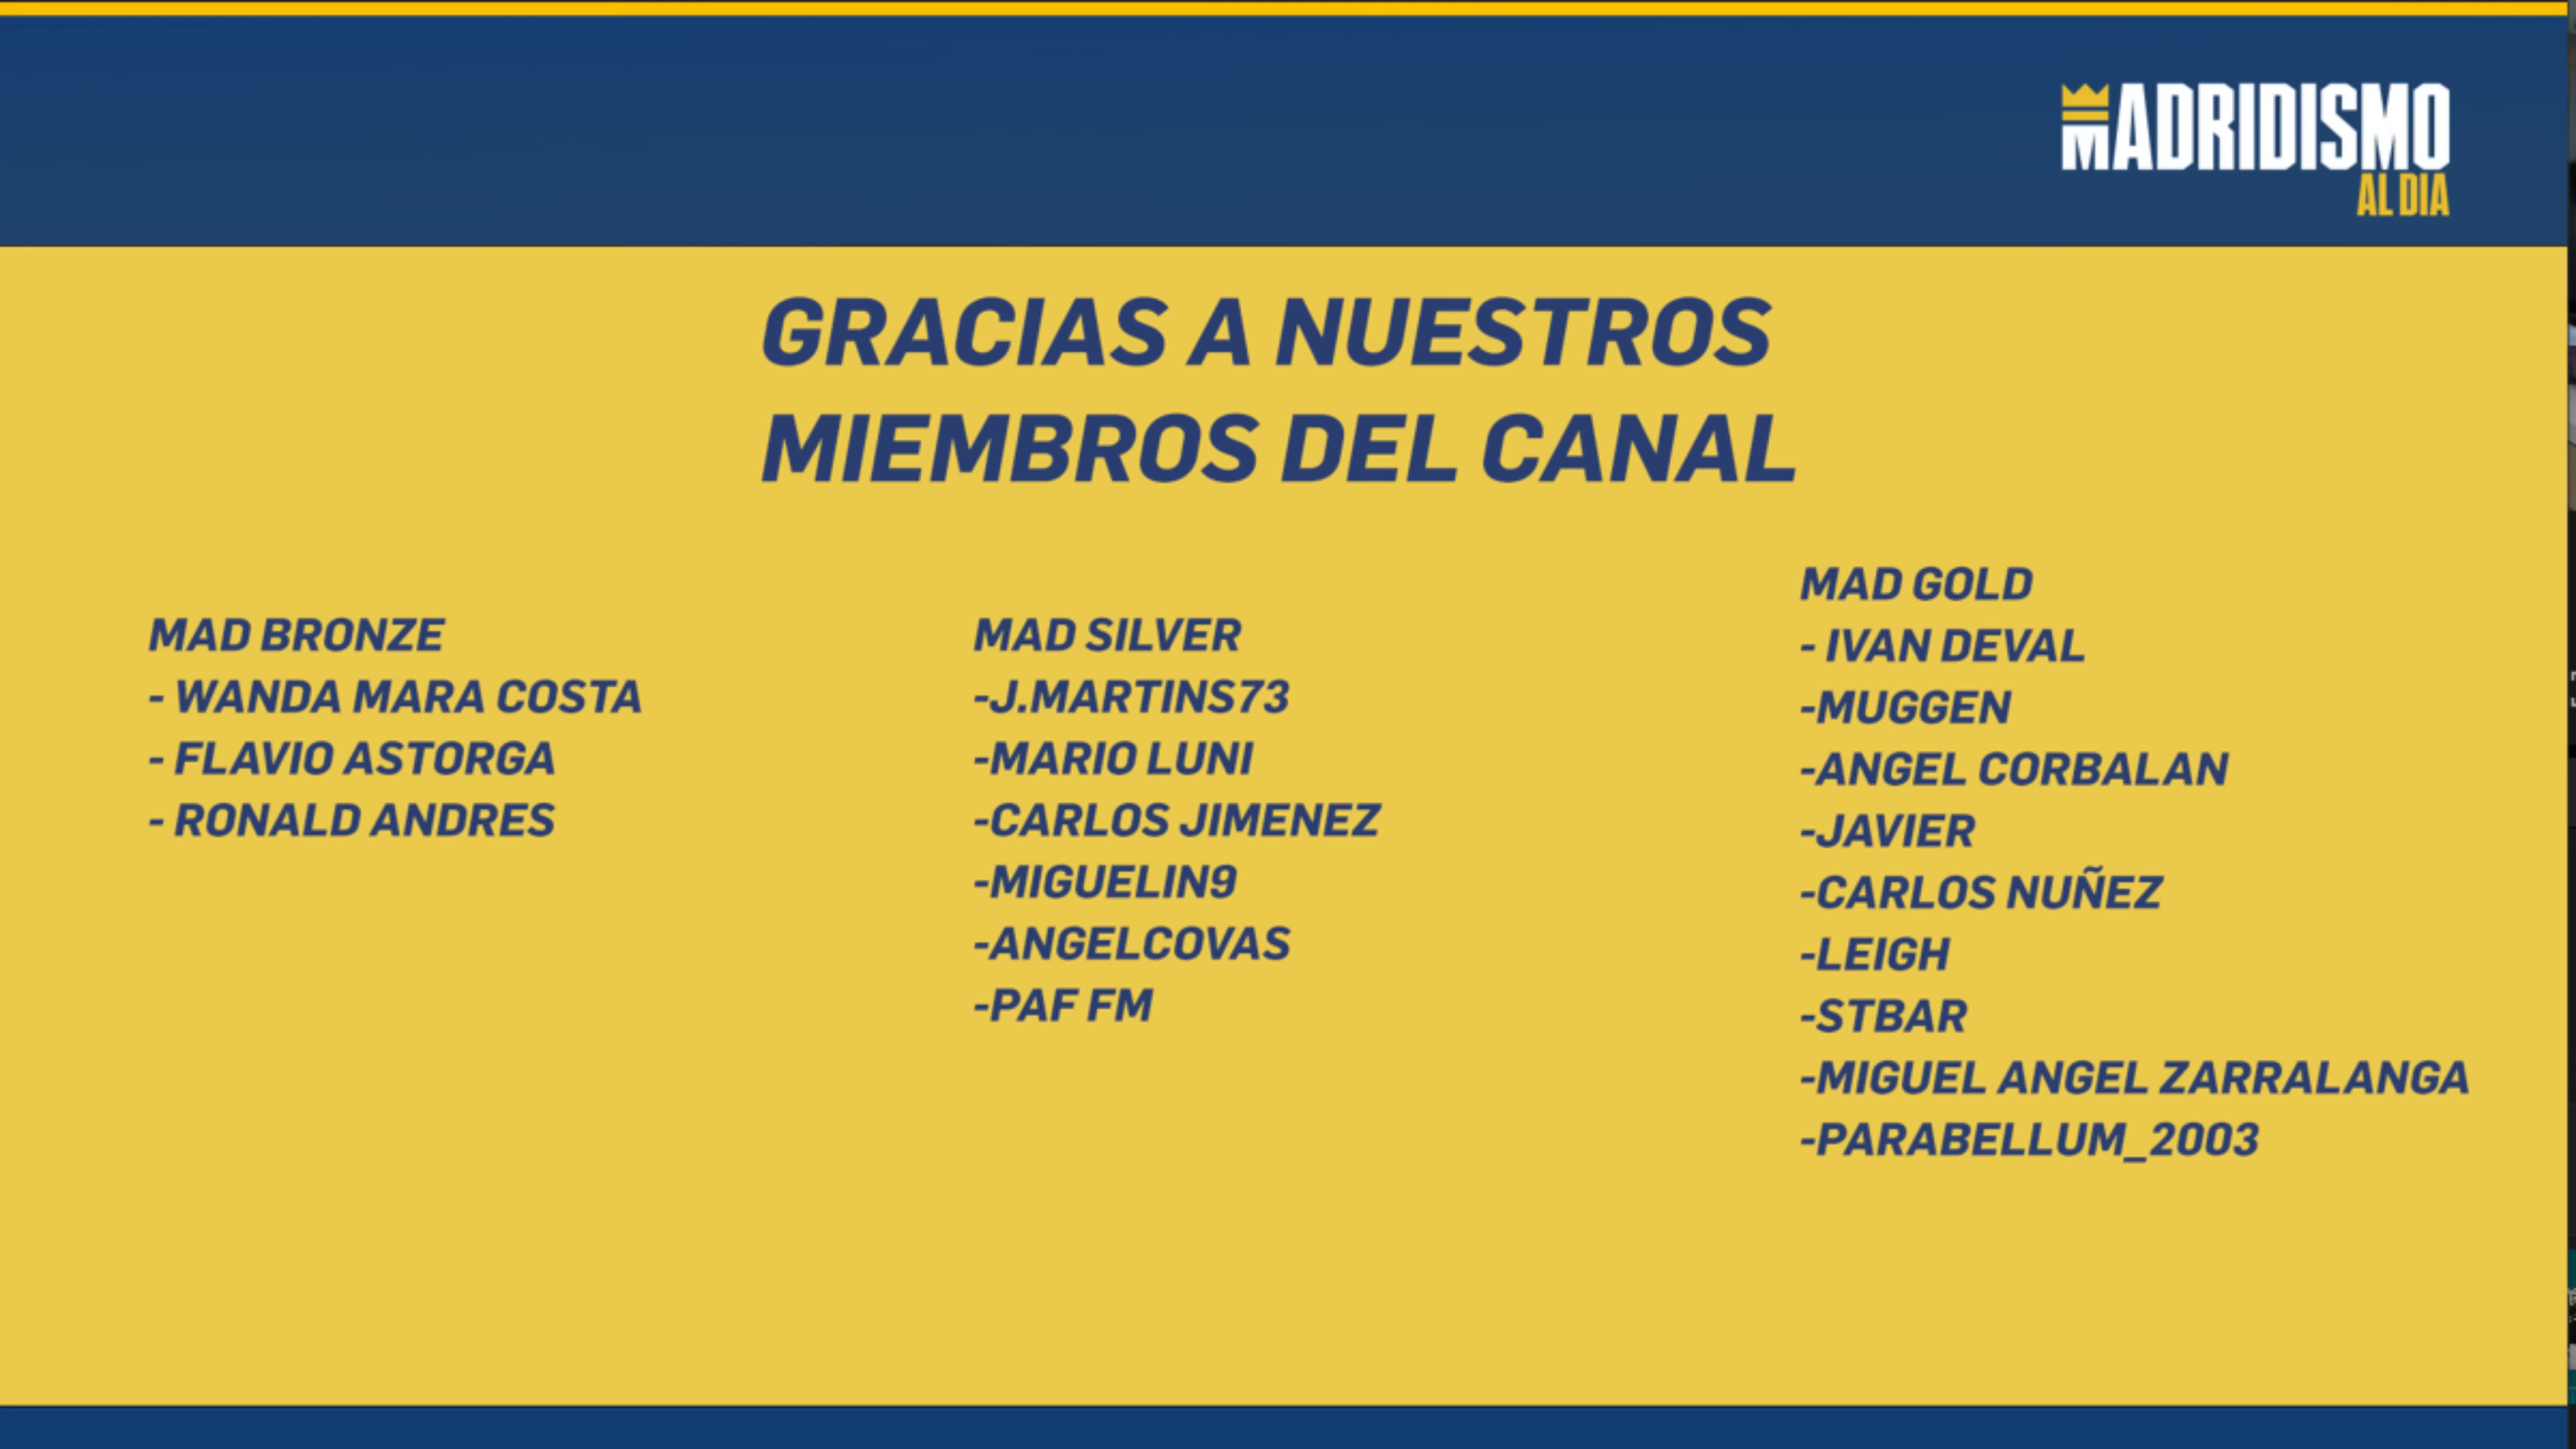 MADRIDISMO
AL DIA
GRACIAS A NUESTROS
MIEMBROS DEL CANAL
MAD BRONZE
- WANDA MARA COSTA
- FLAVIO ASTORGA
- RONALD ANDRES
MAD SILVER
-J.MARTINS73
-MARIO LUNI
-CARLOS JIMENEZ
-MIGUELIN9
-ANGELCOVAS
-PAF FM
MAD GOLD
- IVAN DEVAL
-MUGGEN
-ANGEL CORBALAN
-JAVIER
-CARLOS NUÑEZ
-LEIGH
-STBAR
-MIGUEL ANGEL ZARRALANGA
-PARABELLUM_2003